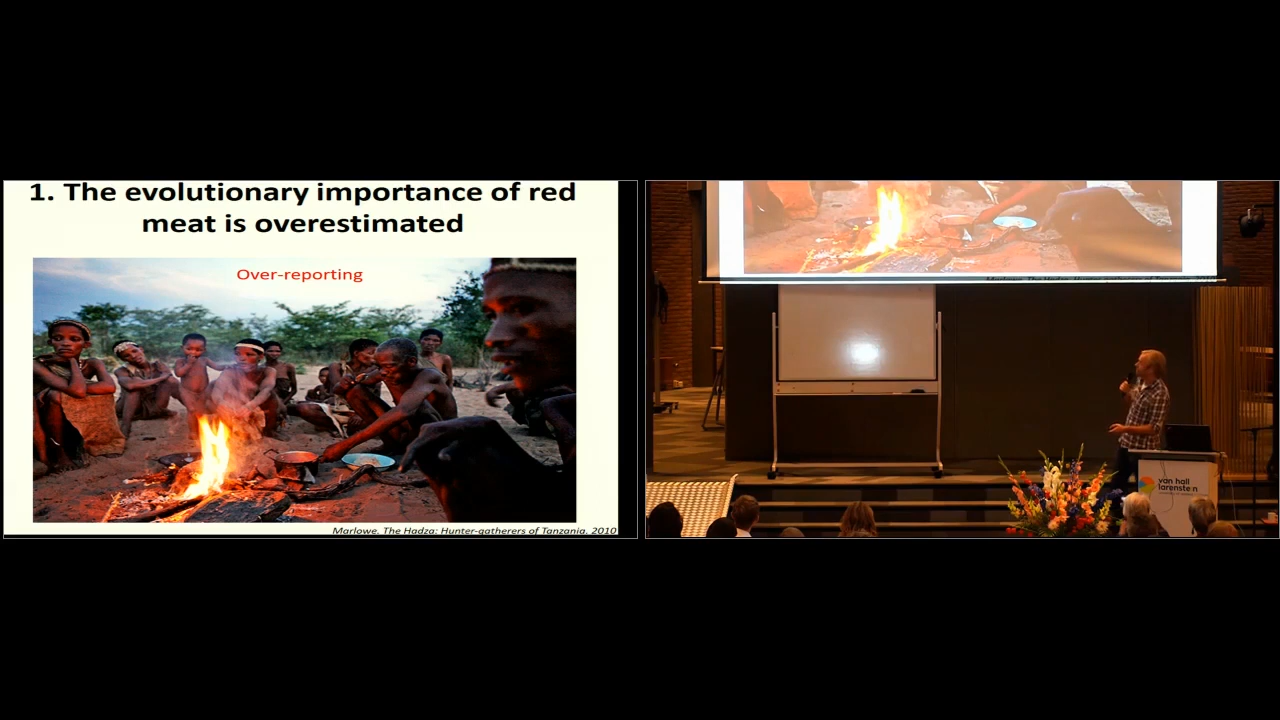 1. The evolutionary importance of red
meat is overestimated
Over-reporting
Marlowe. The Hadza: Hunter-gatherers of Tanzania. 2010
van hall
larenstein